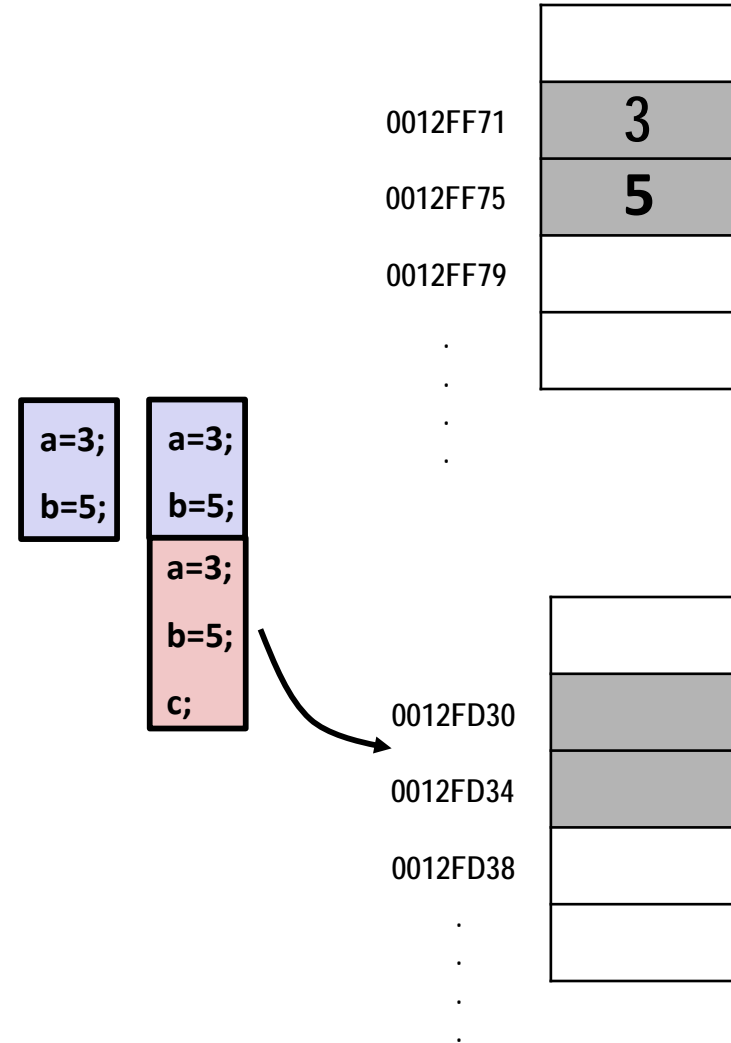 0012FF71 3
0012FF75 5
0012FF79
.
.
.
.
a=3;
b=5;
a=3;
b=5;
a=3;
b=5;
c;
0012FD30
0012FD34
0012FD38
.
.
.
.